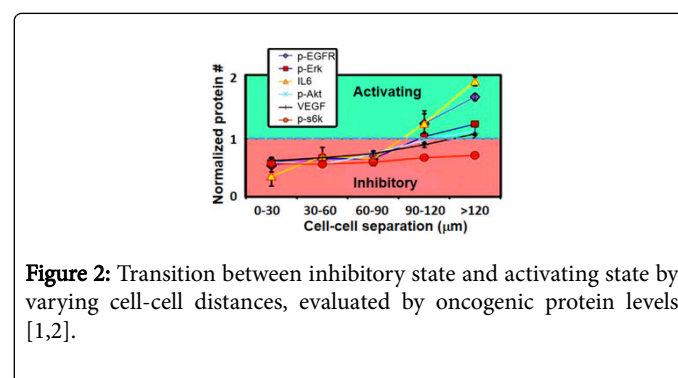 p-EGFR
p-Erk
IL6
p-Akt
VEGF
p-s6k
Normalized protein #
2
1
0
Activating
Inhibitory
0-30 30-60 60-90 90-120 >120
Cell-cell separation (μm)
Figure 2: Transition between inhibitory state and activating state by
varying cell-cell distances, evaluated by oncogenic protein levels
[1,2].